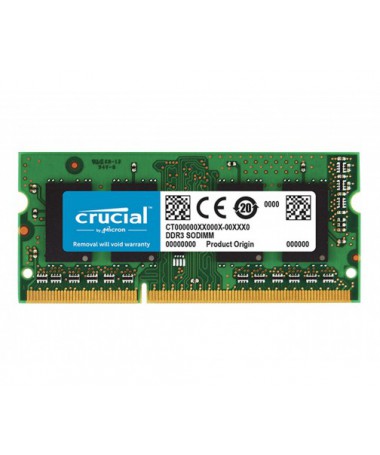 0000
crucial
by Micron
CE
20
CT000000XX000X-00XXX0
DDR3 SODIMM
Removal will void warranty
00000000
Product Origin
000000